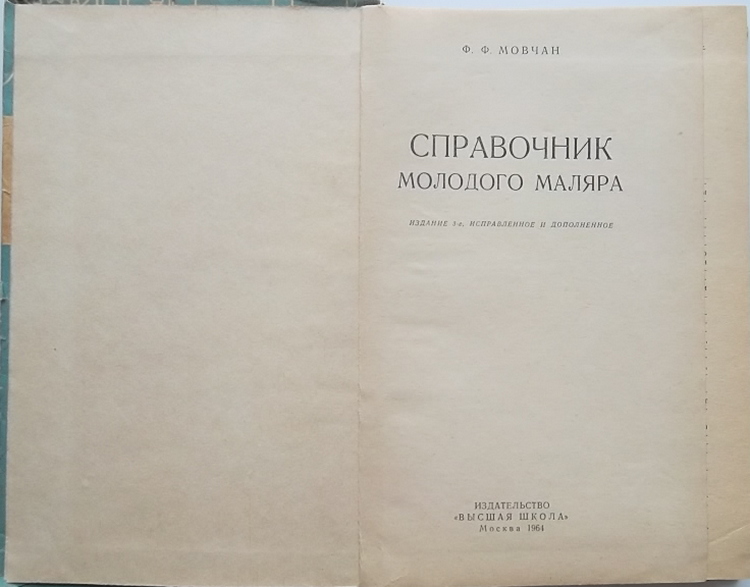 Ф. Ф. МОВЧАН
СПРАВОЧНИК
МОЛОДОГО МАЛЯРА
ИЗДАНИЕ 3-е, ИСПРАВЛЕННОЕ И ДОПОЛНЕННОЕ
ИЗДАТЕЛЬСТВО
«ВЫСШАЯ ШКОЛА»
Москва 1964